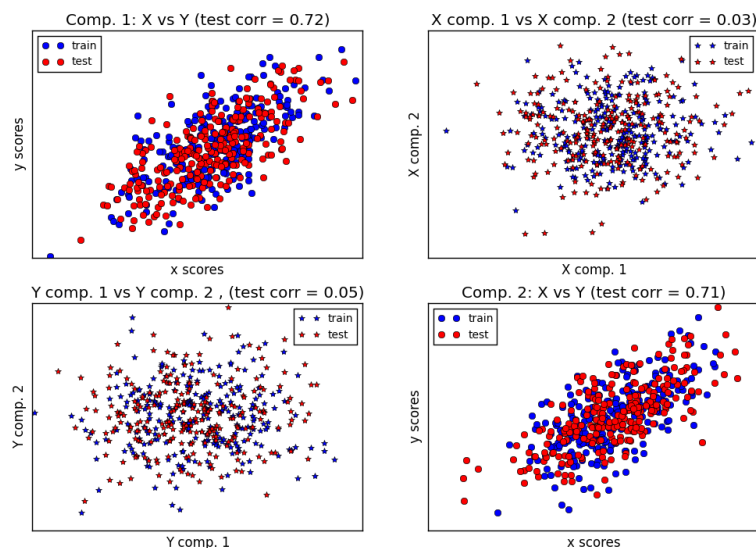 Comp. 1: X vs Y (test corr = 0.72)
train
test
y scores
x scores
X comp. 1 vs X comp. 2 (test corr = 0.03)
train
test
X comp. 2
X comp. 1
Y comp. 1 vs Y comp. 2 , (test corr = 0.05)
train
test
Y comp. 2
Y comp. 1
Comp. 2: X vs Y (test corr = 0.71)
train
test
y scores
x scores